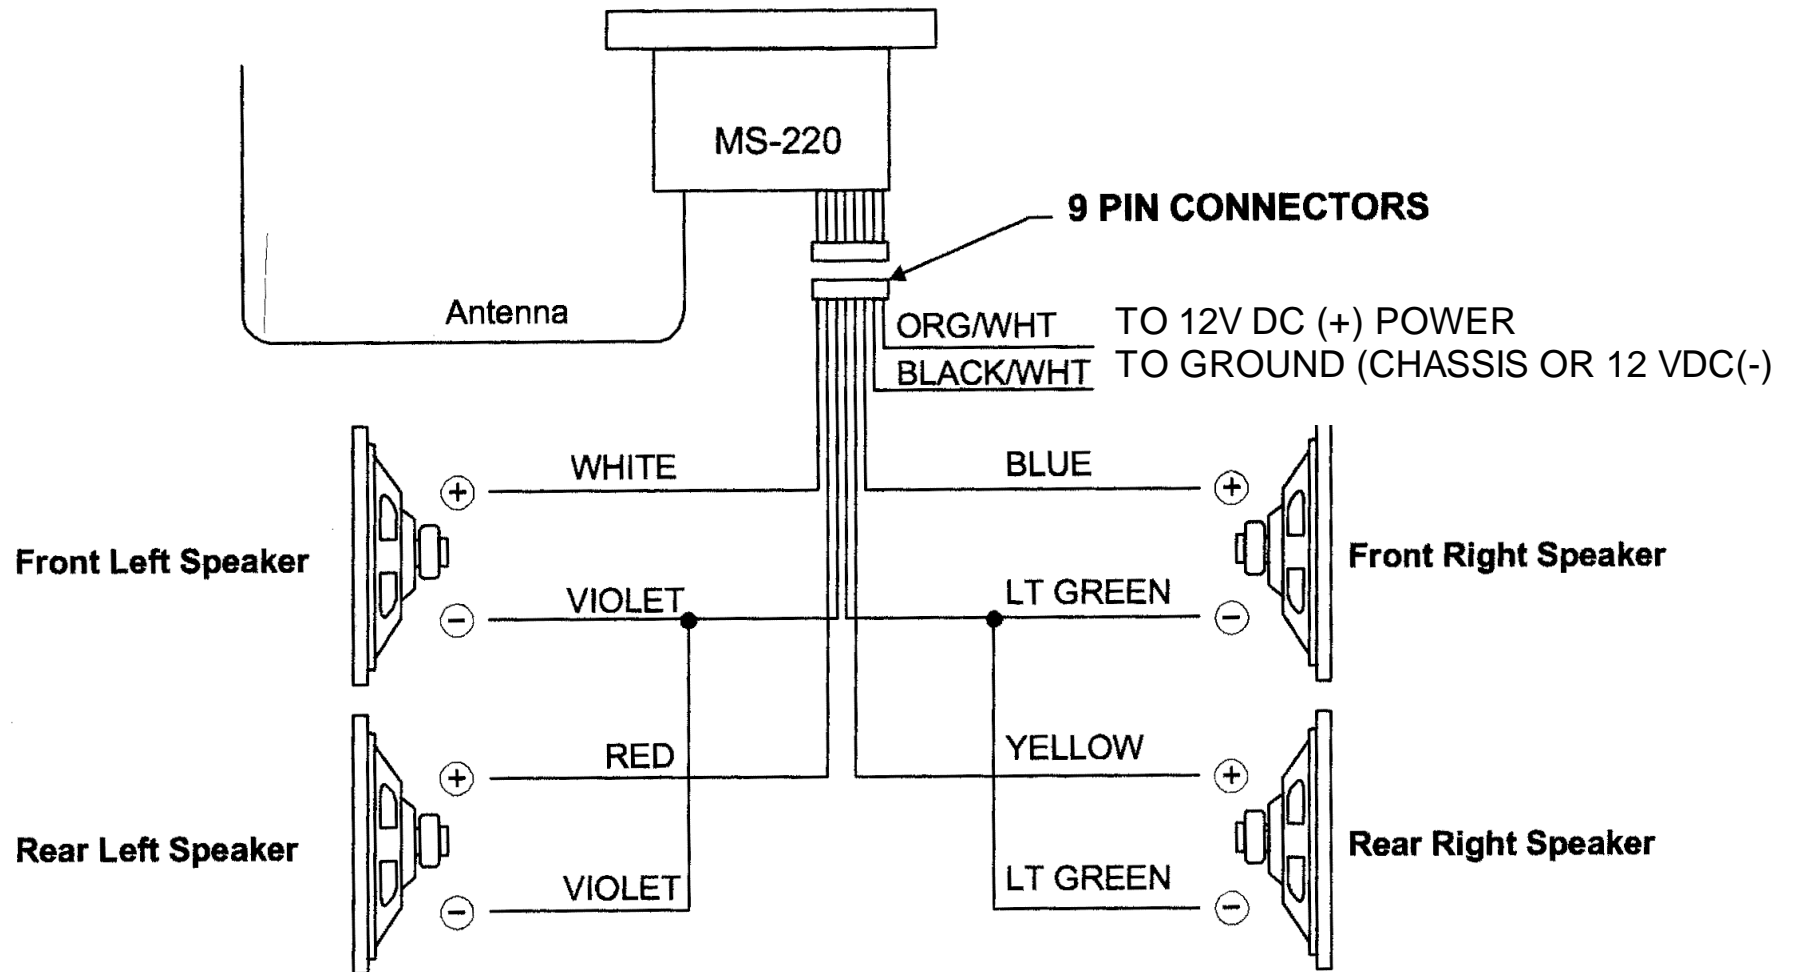 MS-220
9 PIN CONNECTORS
Antenna
ORG/WHT TO 12V DC (+) POWER
BLACK/WHT TO GROUND (CHASSIS OR 12 VDC(-)
WHITE BLUE
+ +
Front Left Speaker Front Right Speaker
VIOLET LT GREEN
− −
RED YELLOW
+ +
Rear Left Speaker Rear Right Speaker
VIOLET LT GREEN
− −